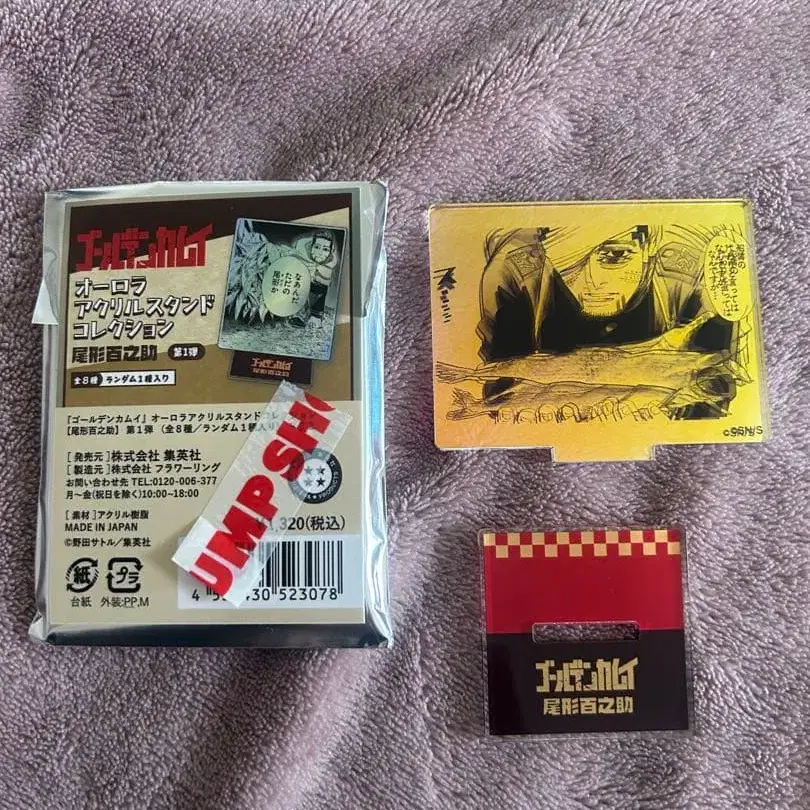 ゴールデンカムイ
オーロラ
アクリルスタンド
コレクション
尾形百之助 第1弾
全8種 ランダム1種入り
なあんだ
ただの
尾形か
ゴールデンカムイ
尾形百之助
『ゴールデンカムイ』オーロラアクリルスタンドコレクション
【尾形百之助】第1弾（全8種／ランダム1種入り
[ 発売元 ]株式会社 集英社
[ 製造元 ]株式会社 フラワーリング
お問い合わせ先 TEL:0120-006-377
月～金(祝日を除く)10:00~18:00
[ 素材 ]アクリル樹脂
MADE IN JAPAN
©野田サトル／集英社
1,320(税込)
UMP SH
紙
プラ
台紙 外装:PP,M
523078
©SN/S
ゴールデンカムイ
尾形百之助